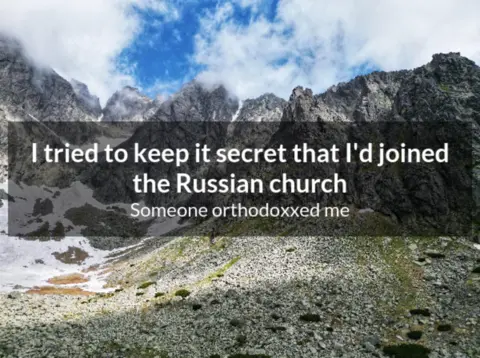 I tried to keep it secret that I'd joined
the Russian church
Someone orthodoxxed me